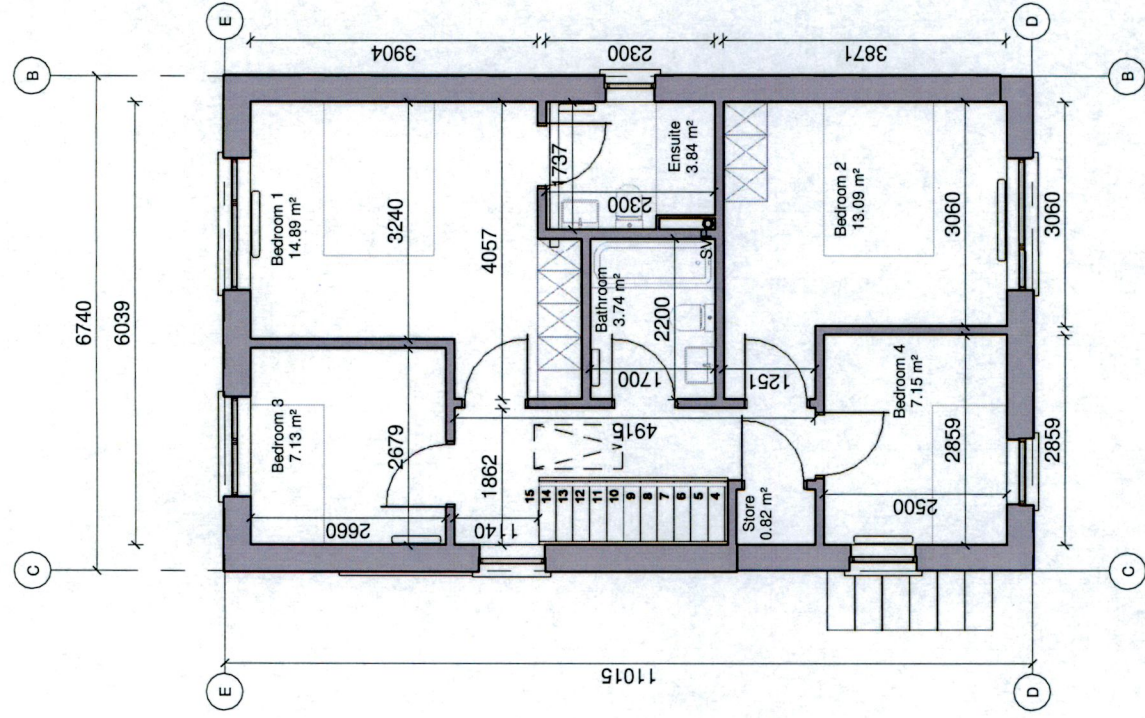 E
D
B
B
3904
2300
3871
6740
6039
Bedroom 1
14.89 m²
3240
4057
737
Ensuite
3.84 m²
2300
SVP
Bathroom
3.74 m²
2200
1700
Bedroom 2
13.09 m²
3060
3060
1251
Bedroom 3
7.13 m²
2679
2660
1862
1140
4915
V
15
14
13
12
11
10
9
8
7
6
5
4
Store
0.82 m²
Bedroom 4
7.15 m²
2859
2859
2500
C
C
11015
E
D